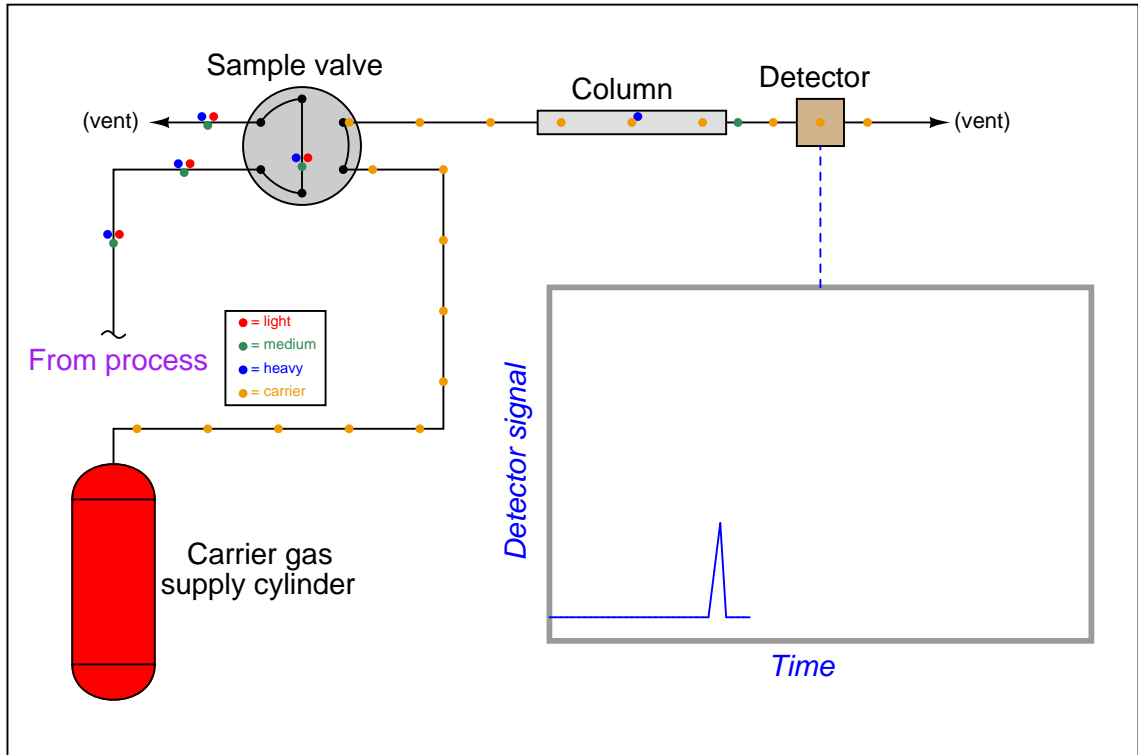 Sample valve
Column
Detector
(vent)
(vent)
= light
= medium
= heavy
= carrier
From process
Detector signal
Carrier gas
supply cylinder
Time